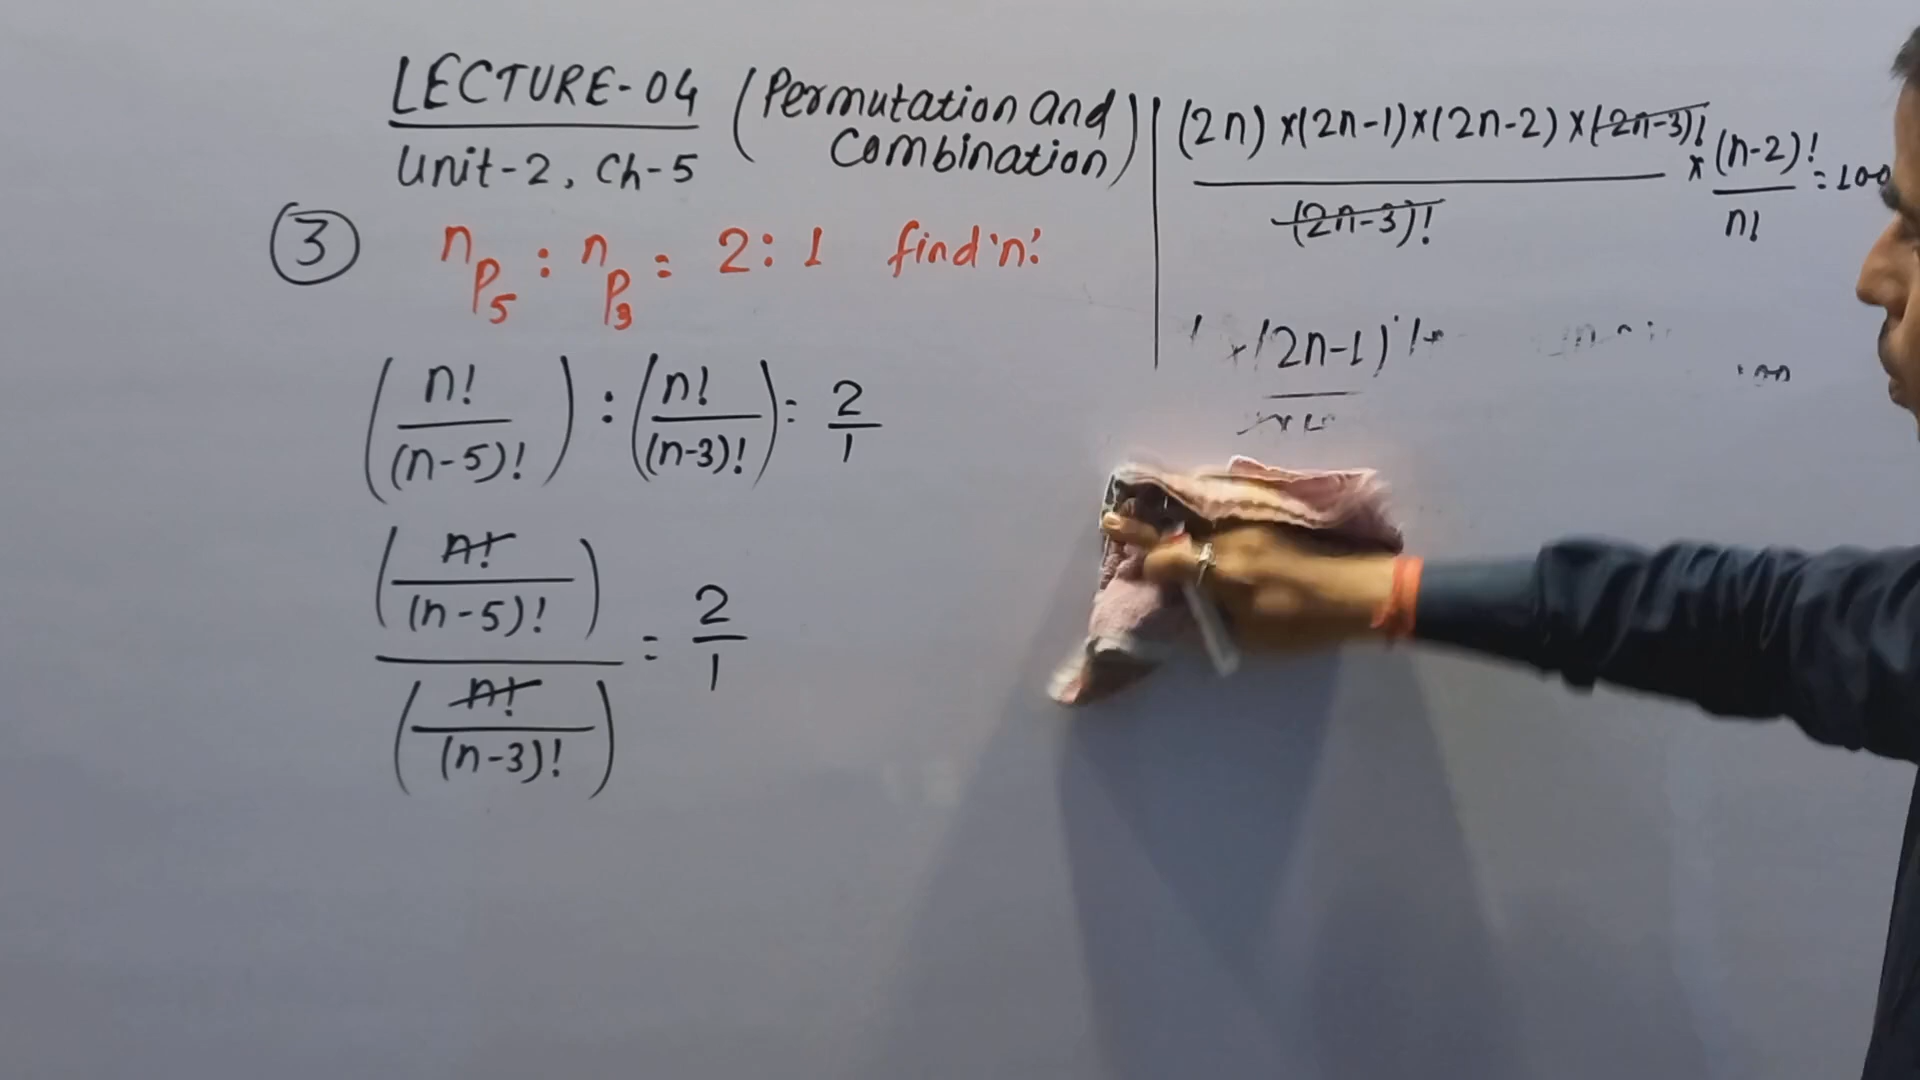 LECTURE-04 (Permutation and Combination)
Unit-2, Ch-5
③ nP5 : nP3 = 2:1 find 'n'.
(n!/(n-5)!) : (n!/(n-3)!) = 2/1
(n!/(n-5)!)/(n!/(n-3)!) = 2/1
(2n)×(2n-1)×(2n-2)×(2n-3)!/(2n-3)! × (n-2)!/n! = 100
(2n-1)